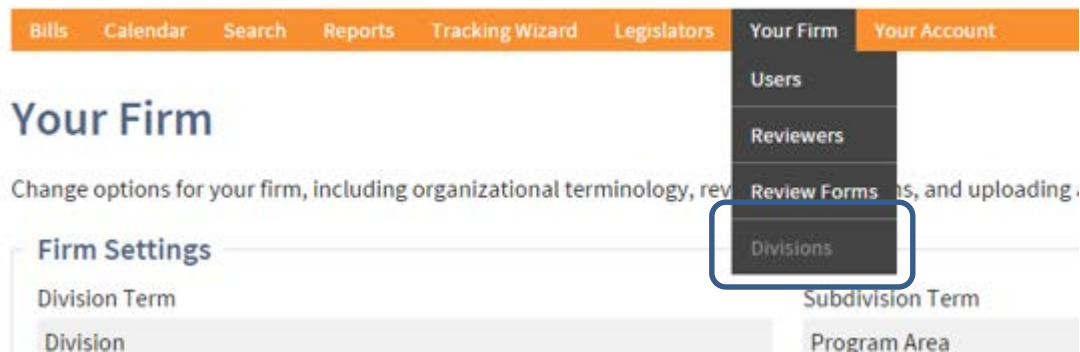 Bills Calendar Search Reports Tracking Wizard Legislators Your Firm Your Account
Users
Your Firm
Reviewers
Change options for your firm, including organizational terminology, rev
Review Forms
s, and uploading
Firm Settings
Divisions
Division Term Subdivision Term
Division Program Area